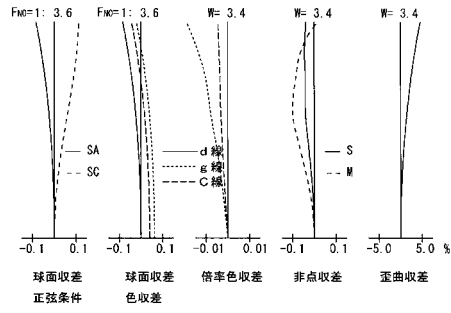 FNO=1: 3.6 FNO=1: 3.6 W= 3.4 W= 3.4 W= 3.4
SA
SC
d 線
g 線
C 線
S
M
-0.1 0.1 -0.1 0.1 -0.01 0.01 -0.1 0.1 -5.0 5.0 %
球面収差 球面収差 倍率色収差 非点収差 歪曲収差
正弦条件 色収差